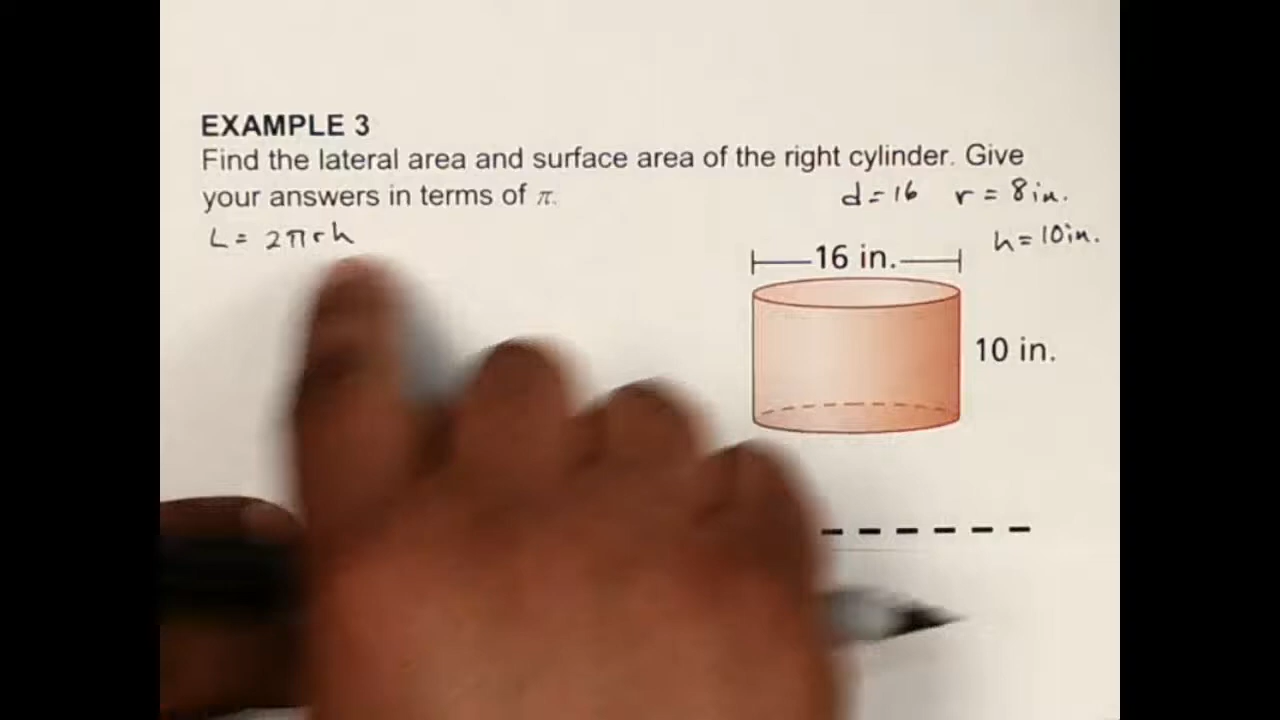 EXAMPLE 3
Find the lateral area and surface area of the right cylinder. Give
your answers in terms of π.
d = 16 r = 8 in.
L = 2πrh
h = 10 in.
16 in.
10 in.